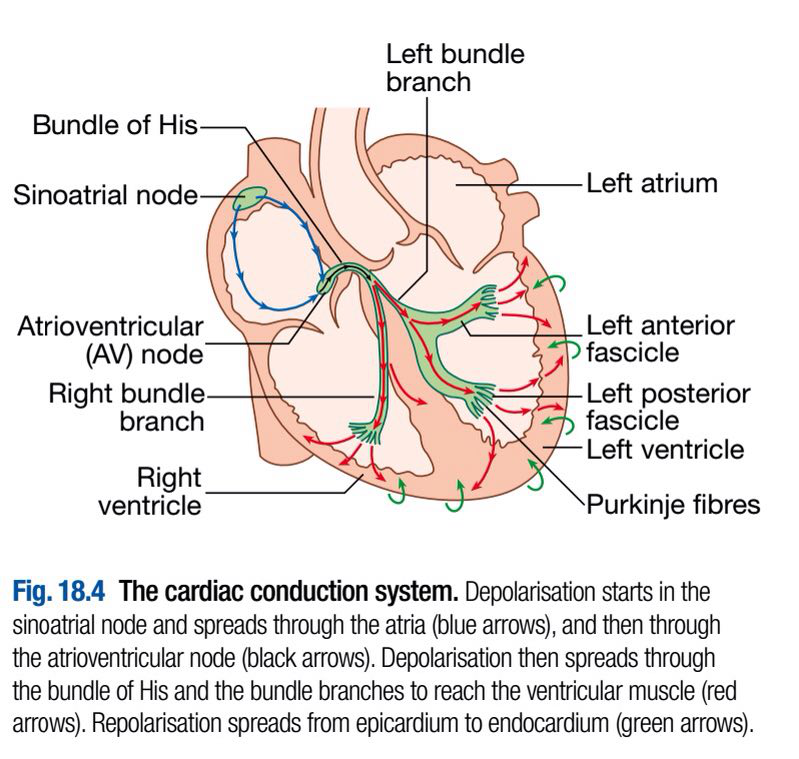 Left bundle
branch
Bundle of His
Sinoatrial node
Left atrium
Atrioventricular
(AV) node
Left anterior
fascicle
Right bundle
branch
Left posterior
fascicle
Left ventricle
Right
ventricle
Purkinje fibres
Fig. 18.4 The cardiac conduction system. Depolarisation starts in the
sinoatrial node and spreads through the atria (blue arrows), and then through
the atrioventricular node (black arrows). Depolarisation then spreads through
the bundle of His and the bundle branches to reach the ventricular muscle (red
arrows). Repolarisation spreads from epicardium to endocardium (green arrows).